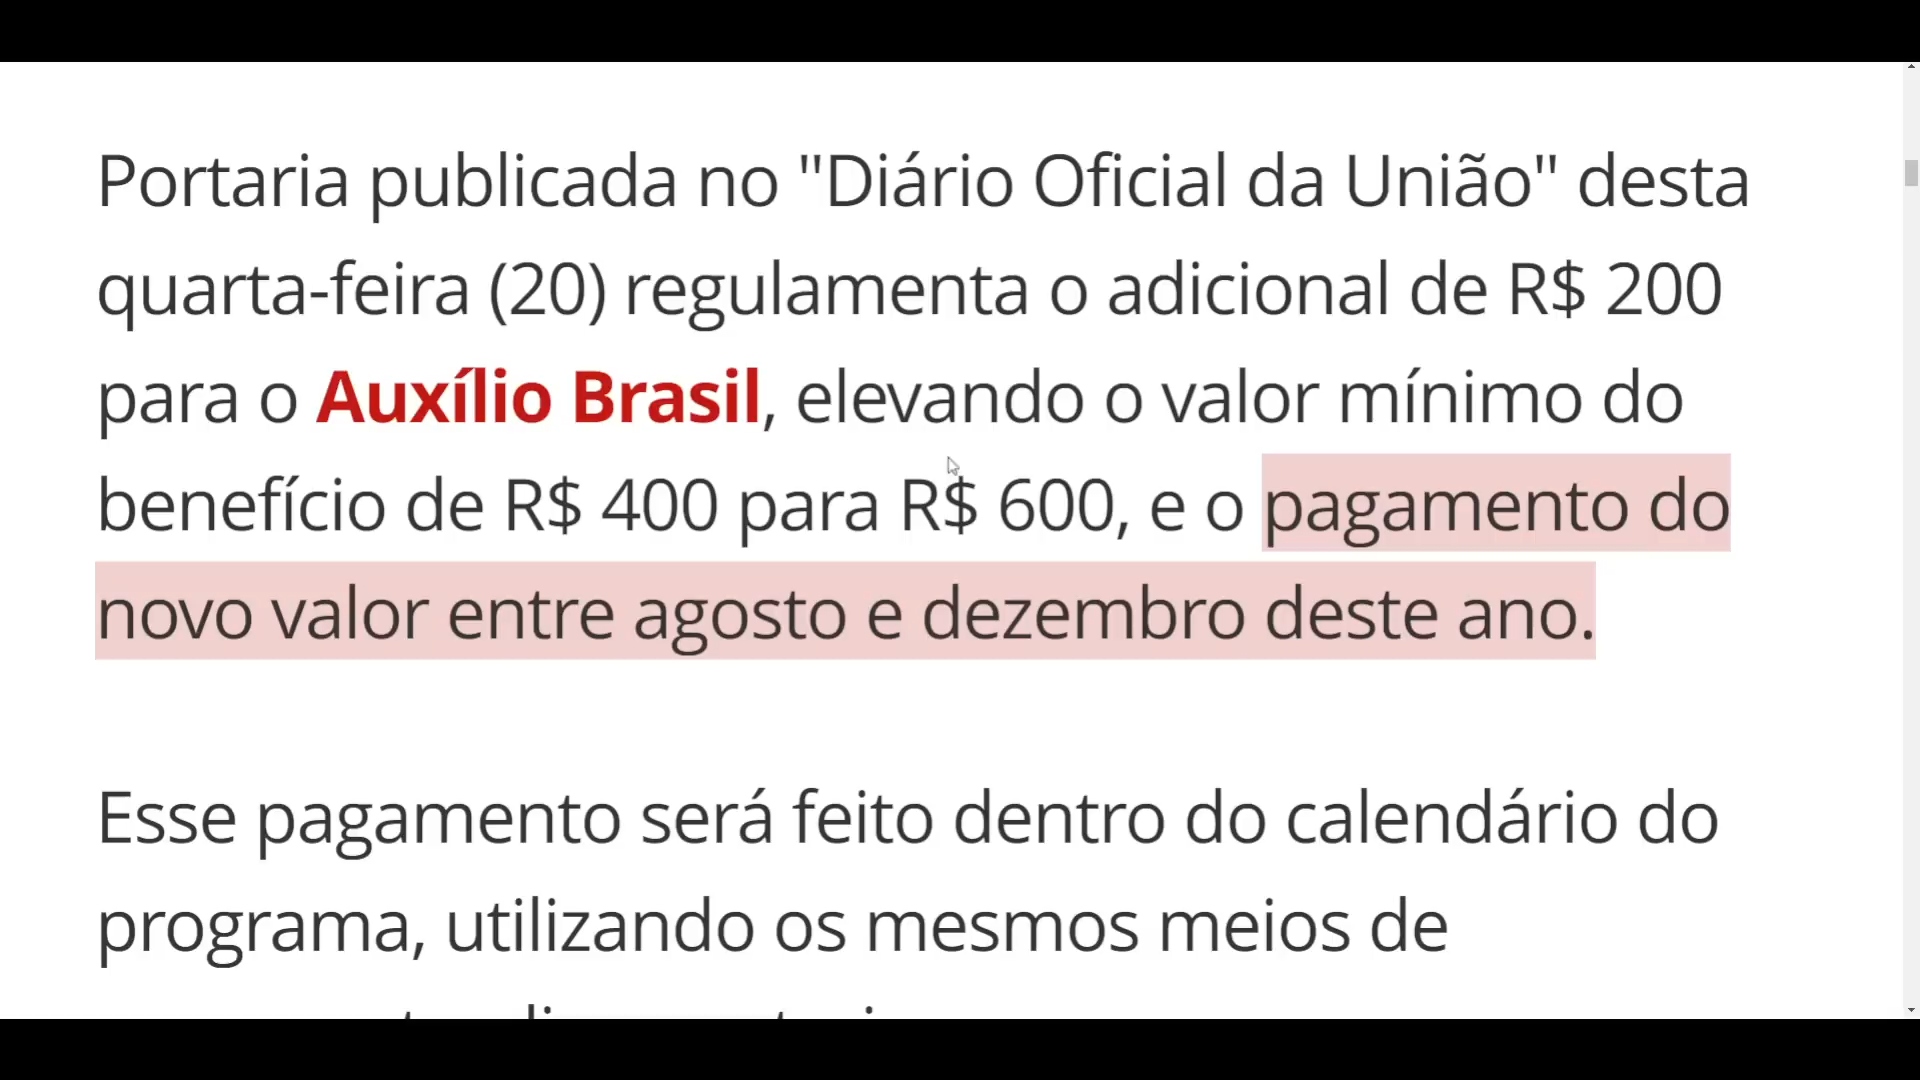 Portaria publicada no "Diário Oficial da União" desta
quarta-feira (20) regulamenta o adicional de R$ 200
para o Auxílio Brasil, elevando o valor mínimo do
benefício de R$ 400 para R$ 600, e o pagamento do
novo valor entre agosto e dezembro deste ano.
Esse pagamento será feito dentro do calendário do
programa, utilizando os mesmos meios de